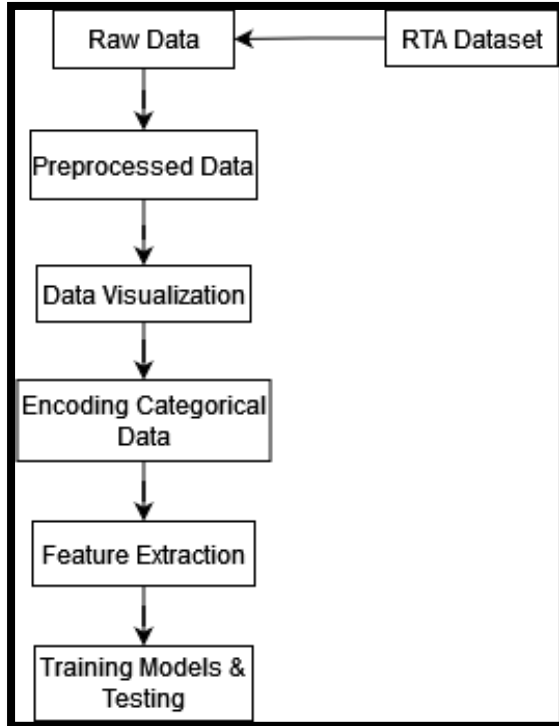 Raw Data
RTA Dataset
Preprocessed Data
Data Visualization
Encoding Categorical
Data
Feature Extraction
Training Models &
Testing